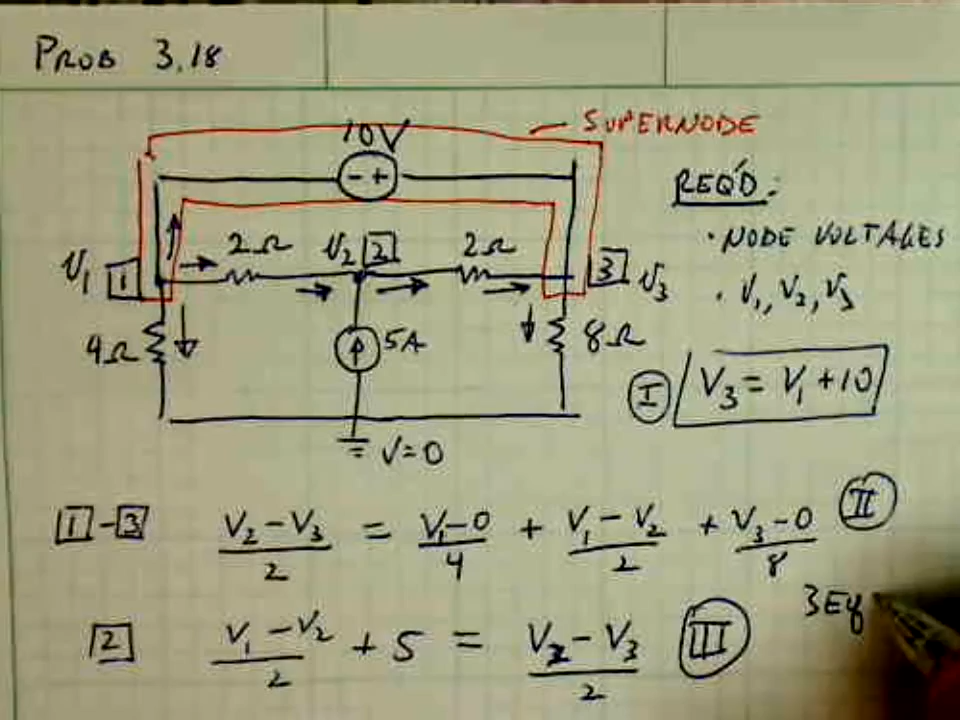 PROB 3.18
SUPERNODE
10V
- +
REQ'D:
· NODE VOLTAGES
· V₁, V₂, V₃
V₁ 1 2Ω V₂ 2 2Ω 3 V₃
4Ω 5A 8Ω
I V₃ = V₁ + 10
V=0
1-3 (V₂ - V₃)/2 = (V₁ - 0)/4 + (V₁ - V₂)/2 + (V₃ - 0)/8 II
3 Eq
2 (V₁ - V₂)/2 + 5 = (V₂ - V₃)/2 III